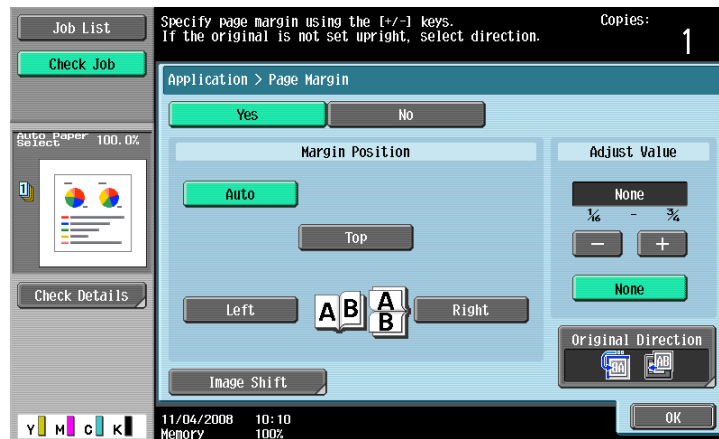 Job List
Check Job
Specify page margin using the [+/-] keys.
If the original is not set upright, select direction.
Copies:
1
Application > Page Margin
Yes
No
Auto Paper
Select
100.0%
1
Margin Position
Auto
Top
Left
A B
A
B
Right
Image Shift
Adjust Value
None
1/16 - 3/4
− +
None
Original Direction
AB
AB
Check Details
OK
Y M C K
11/04/2008 10:10
Memory 100%